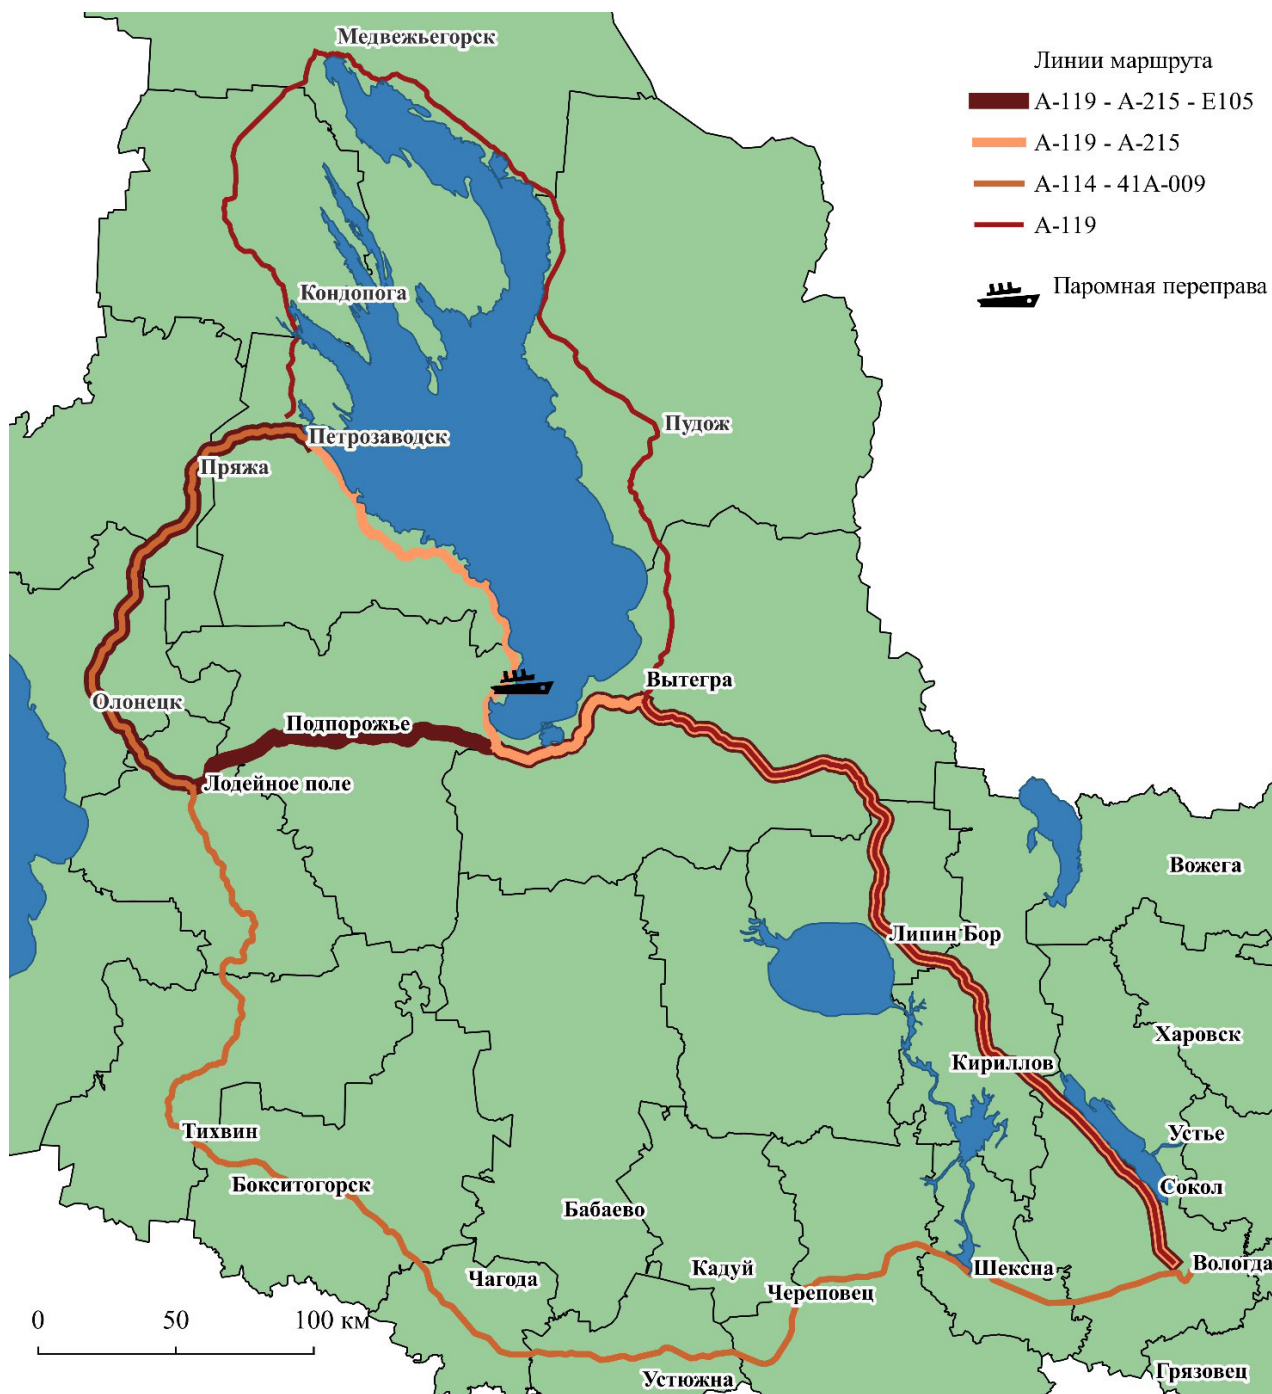 Медвежьегорск
Линии маршрута
А-119 - А-215 - Е105
А-119 - А-215
А-114 - 41А-009
А-119
Паромная переправа
Кондопога
Пудож
Петрозаводск
Пряжа
Вытегра
Олонецк
Подпорожье
Лодейное поле
Вожега
Липин Бор
Харовск
Кириллов
Тихвин
Устье
Бокситогорск
Сокол
Бабаево
Вологда
Шексна
Кадуй
Чагода
Череповец
0 50 100 км
Грязовец
Устюжна